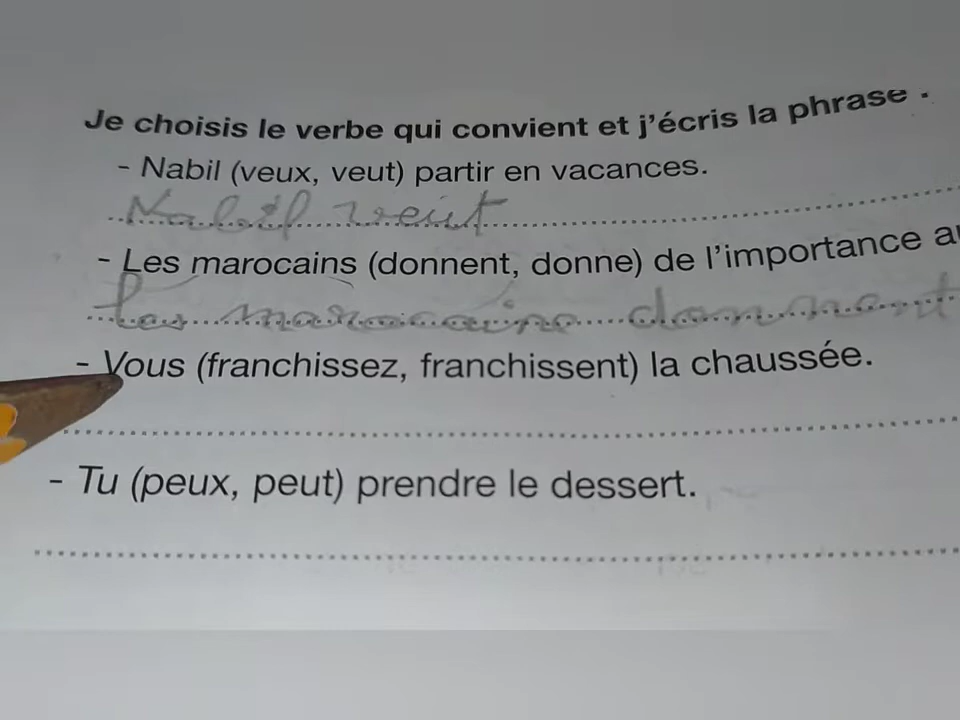 Je choisis le verbe qui convient et j'écris la phrase .
- Nabil (veux, veut) partir en vacances.
Nabil veut
- Les marocains (donnent, donne) de l'importance
Les marocains donnent
- Vous (franchissez, franchissent) la chaussée.
- Tu (peux, peut) prendre le dessert.